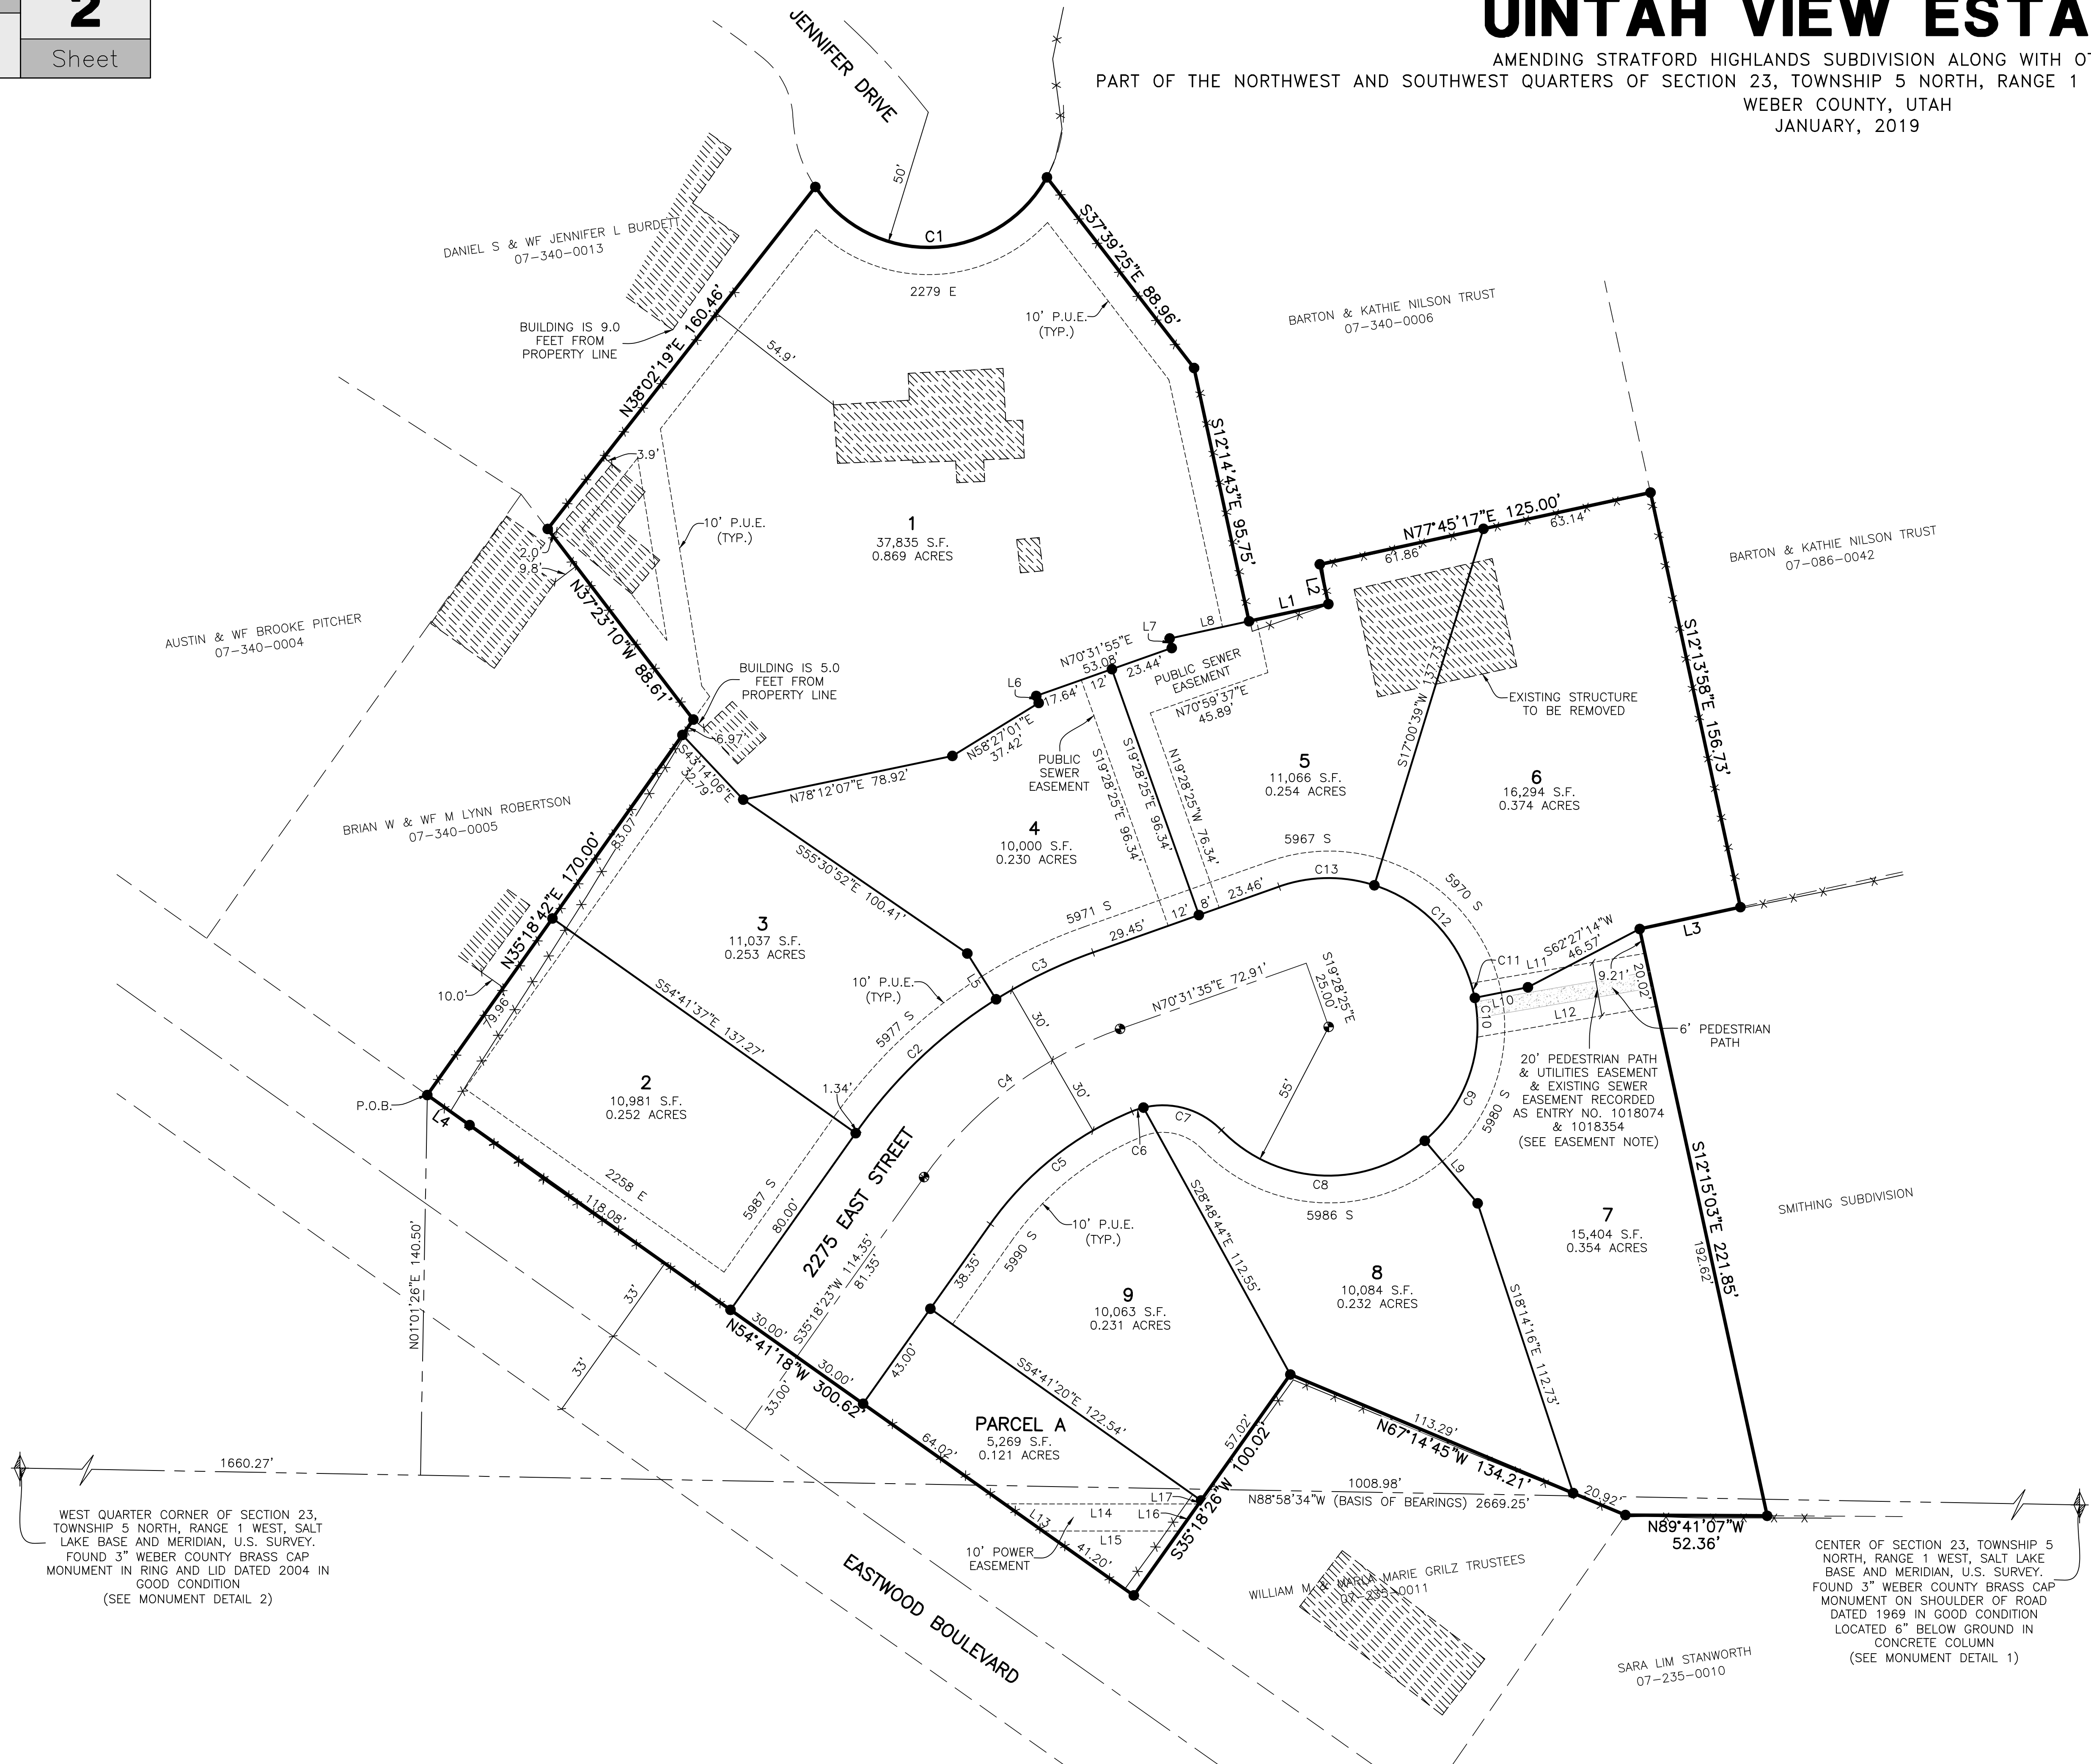 2
Sheet
UINTAH VIEW ESTA
AMENDING STRATFORD HIGHLANDS SUBDIVISION ALONG WITH OT
PART OF THE NORTHWEST AND SOUTHWEST QUARTERS OF SECTION 23, TOWNSHIP 5 NORTH, RANGE 1
WEBER COUNTY, UTAH
JANUARY, 2019
JENNIFER DRIVE
50'
C1
2279 E
S37°39'25"E 88.96'
10' P.U.E.
(TYP.)
DANIEL S & WF JENNIFER L BURDETT
07-340-0013
BUILDING IS 9.0
FEET FROM
PROPERTY LINE
N38°02'19"E 160.46'
54.9'
BARTON & KATHIE NILSON TRUST
07-340-0006
3.9'
10' P.U.E.
(TYP.)
1
37,835 S.F.
0.869 ACRES
S12°14'43"E 95.75'
N77°45'17"E 125.00'
61.86'
63.14'
L2
L1
BARTON & KATHIE NILSON TRUST
07-086-0042
2.0'
9.8'
N37°23'10"W 88.61'
AUSTIN & WF BROOKE PITCHER
07-340-0004
BUILDING IS 5.0
FEET FROM
PROPERTY LINE
6.97'
S43°14'06"E
32.79'
L6
L7
L8
N70°31'55"E
53.08'
17.64'
12'
23.44'
PUBLIC SEWER
EASEMENT
N70°59'37"E
45.89'
N58°27'01"E
37.42'
N78°12'07"E 78.92'
PUBLIC
SEWER
EASEMENT
S19°28'25"E 96.34'
S19°28'25"E 96.34'
N19°28'25"W 76.34'
EXISTING STRUCTURE
TO BE REMOVED
S17°00'39"W 137.73'
5
11,066 S.F.
0.254 ACRES
6
16,294 S.F.
0.374 ACRES
S12°13'58"E 156.73'
BRIAN W & WF M LYNN ROBERTSON
07-340-0005
N35°18'42"E 170.00'
83.07'
79.96'
10.0'
4
10,000 S.F.
0.230 ACRES
S55°30'52"E 100.41'
3
11,037 S.F.
0.253 ACRES
5967 S
5970 S
5971 S
C13
C12
23.46'
8'
12'
29.45'
C3
L5
10' P.U.E.
(TYP.)
5977 S
C2
S54°41'37"E 137.27'
1.34'
S62°27'14"W
46.57'
L3
C11
L11
9.21'
20.02'
L10
C10
L12
6' PEDESTRIAN
PATH
20' PEDESTRIAN PATH
& UTILITIES EASEMENT
& EXISTING SEWER
EASEMENT RECORDED
AS ENTRY NO. 1018074
& 1018354
(SEE EASEMENT NOTE)
N70°31'35"E 72.91'
S19°28'25"E
25.00'
30'
30'
C4
55'
C9
5980 S
L9
C7
C6
C5
C8
5986 S
2
10,981 S.F.
0.252 ACRES
P.O.B.
L4
2258 E
118.08'
5987 S
80.00'
2275 EAST STREET
S35°18'23"W 114.35'
81.35'
33.00'
30.00'
30.00'
N54°41'18"W 300.62'
33'
33'
N01°01'26"E 140.50'
10' P.U.E.
(TYP.)
5990 S
38.35'
43.00'
S28°48'44"E 112.55'
9
10,063 S.F.
0.231 ACRES
8
10,084 S.F.
0.232 ACRES
7
15,404 S.F.
0.354 ACRES
S18°14'16"E 112.73'
S12°15'03"E 221.85'
192.62'
SMITHING SUBDIVISION
S54°41'20"E 122.54'
PARCEL A
5,269 S.F.
0.121 ACRES
64.02'
57.02'
S35°18'26"W 100.02'
113.29'
N67°14'45"W 134.21'
20.92'
1660.27'
1008.98'
N88°58'34"W (BASIS OF BEARINGS) 2669.25'
N89°41'07"W
52.36'
L17
L16
L14
L13
L15
10' POWER
EASEMENT
41.20'
EASTWOOD BOULEVARD
WEST QUARTER CORNER OF SECTION 23,
TOWNSHIP 5 NORTH, RANGE 1 WEST, SALT
LAKE BASE AND MERIDIAN, U.S. SURVEY.
FOUND 3" WEBER COUNTY BRASS CAP
MONUMENT IN RING AND LID DATED 2004 IN
GOOD CONDITION
(SEE MONUMENT DETAIL 2)
WILLIAM M & MARLA MARIE GRILZ TRUSTEES
07-235-0011
SARA LIM STANWORTH
07-235-0010
CENTER OF SECTION 23, TOWNSHIP 5
NORTH, RANGE 1 WEST, SALT LAKE
BASE AND MERIDIAN, U.S. SURVEY.
FOUND 3" WEBER COUNTY BRASS CAP
MONUMENT ON SHOULDER OF ROAD
DATED 1969 IN GOOD CONDITION
LOCATED 6" BELOW GROUND IN
CONCRETE COLUMN
(SEE MONUMENT DETAIL 1)